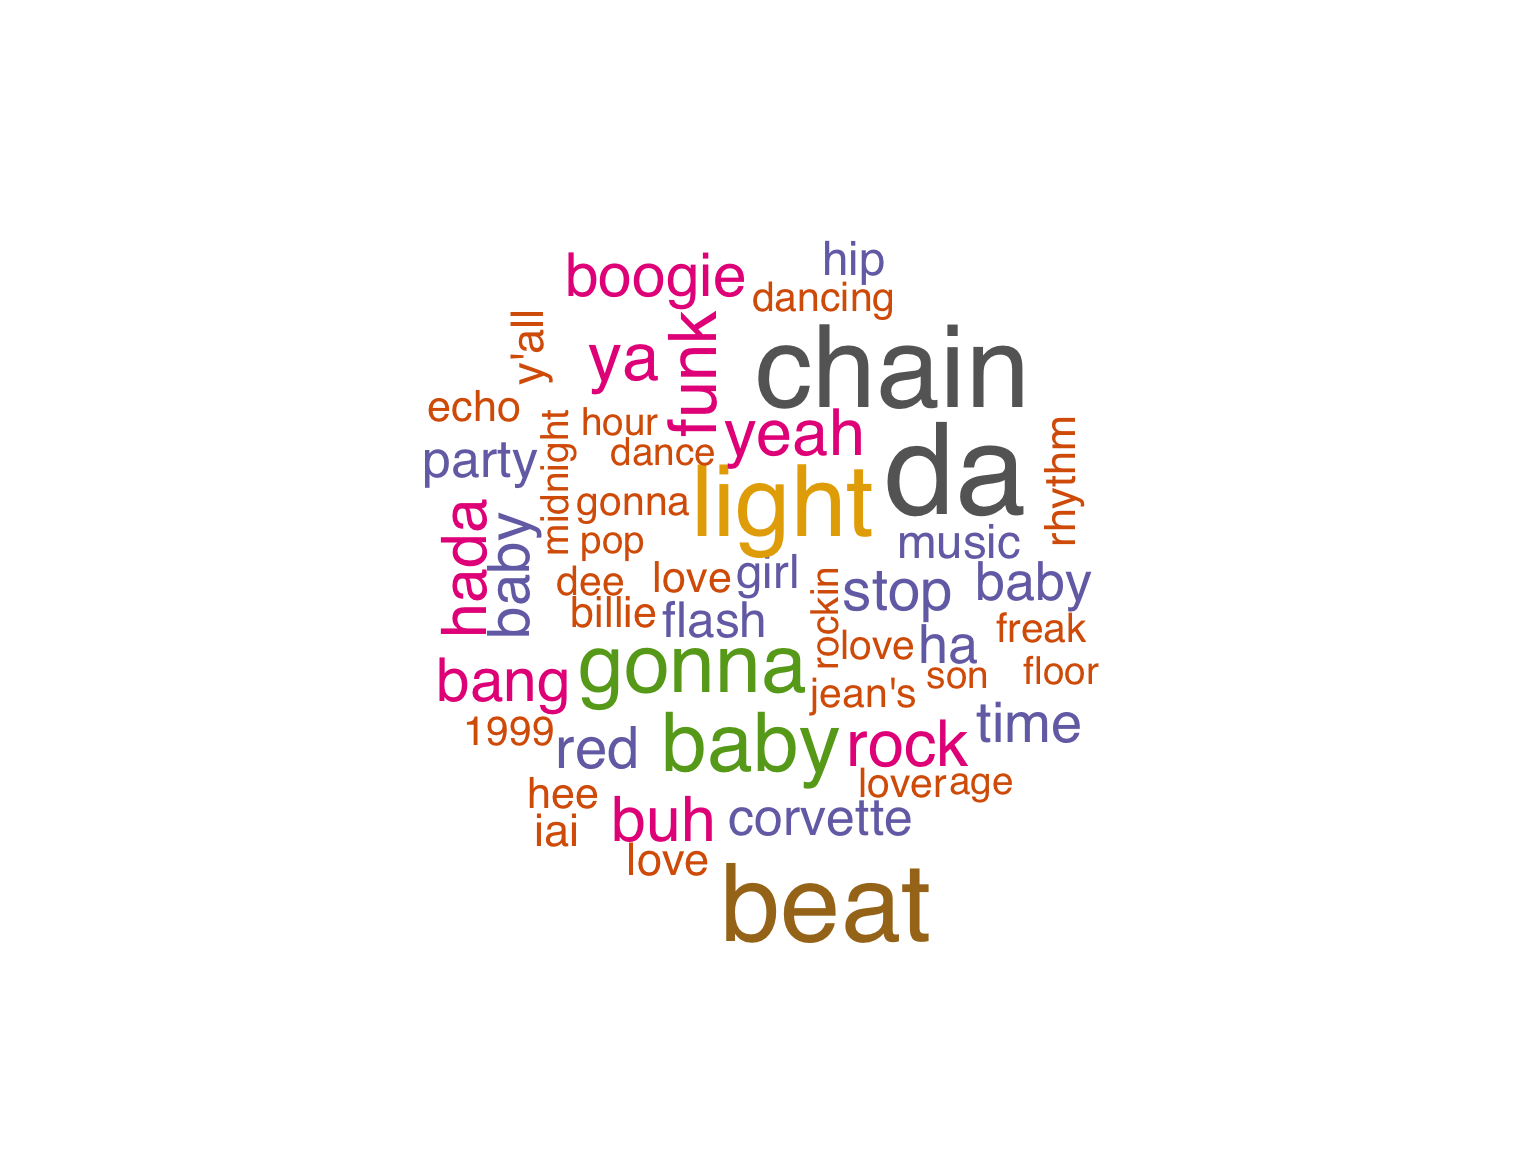 hip
boogie
dancing
y'all
funk
chain
ya
echo
hour
yeah
midnight
dance
rhythm
party
da
light
gonna
hada
baby
pop
music
dee
love
girl
stop
baby
billie
flash
rockin
love
ha
freak
gonna
bang
jean's
son
floor
1999
red
baby
rock
time
hee
lover
age
iai
buh
corvette
love
beat